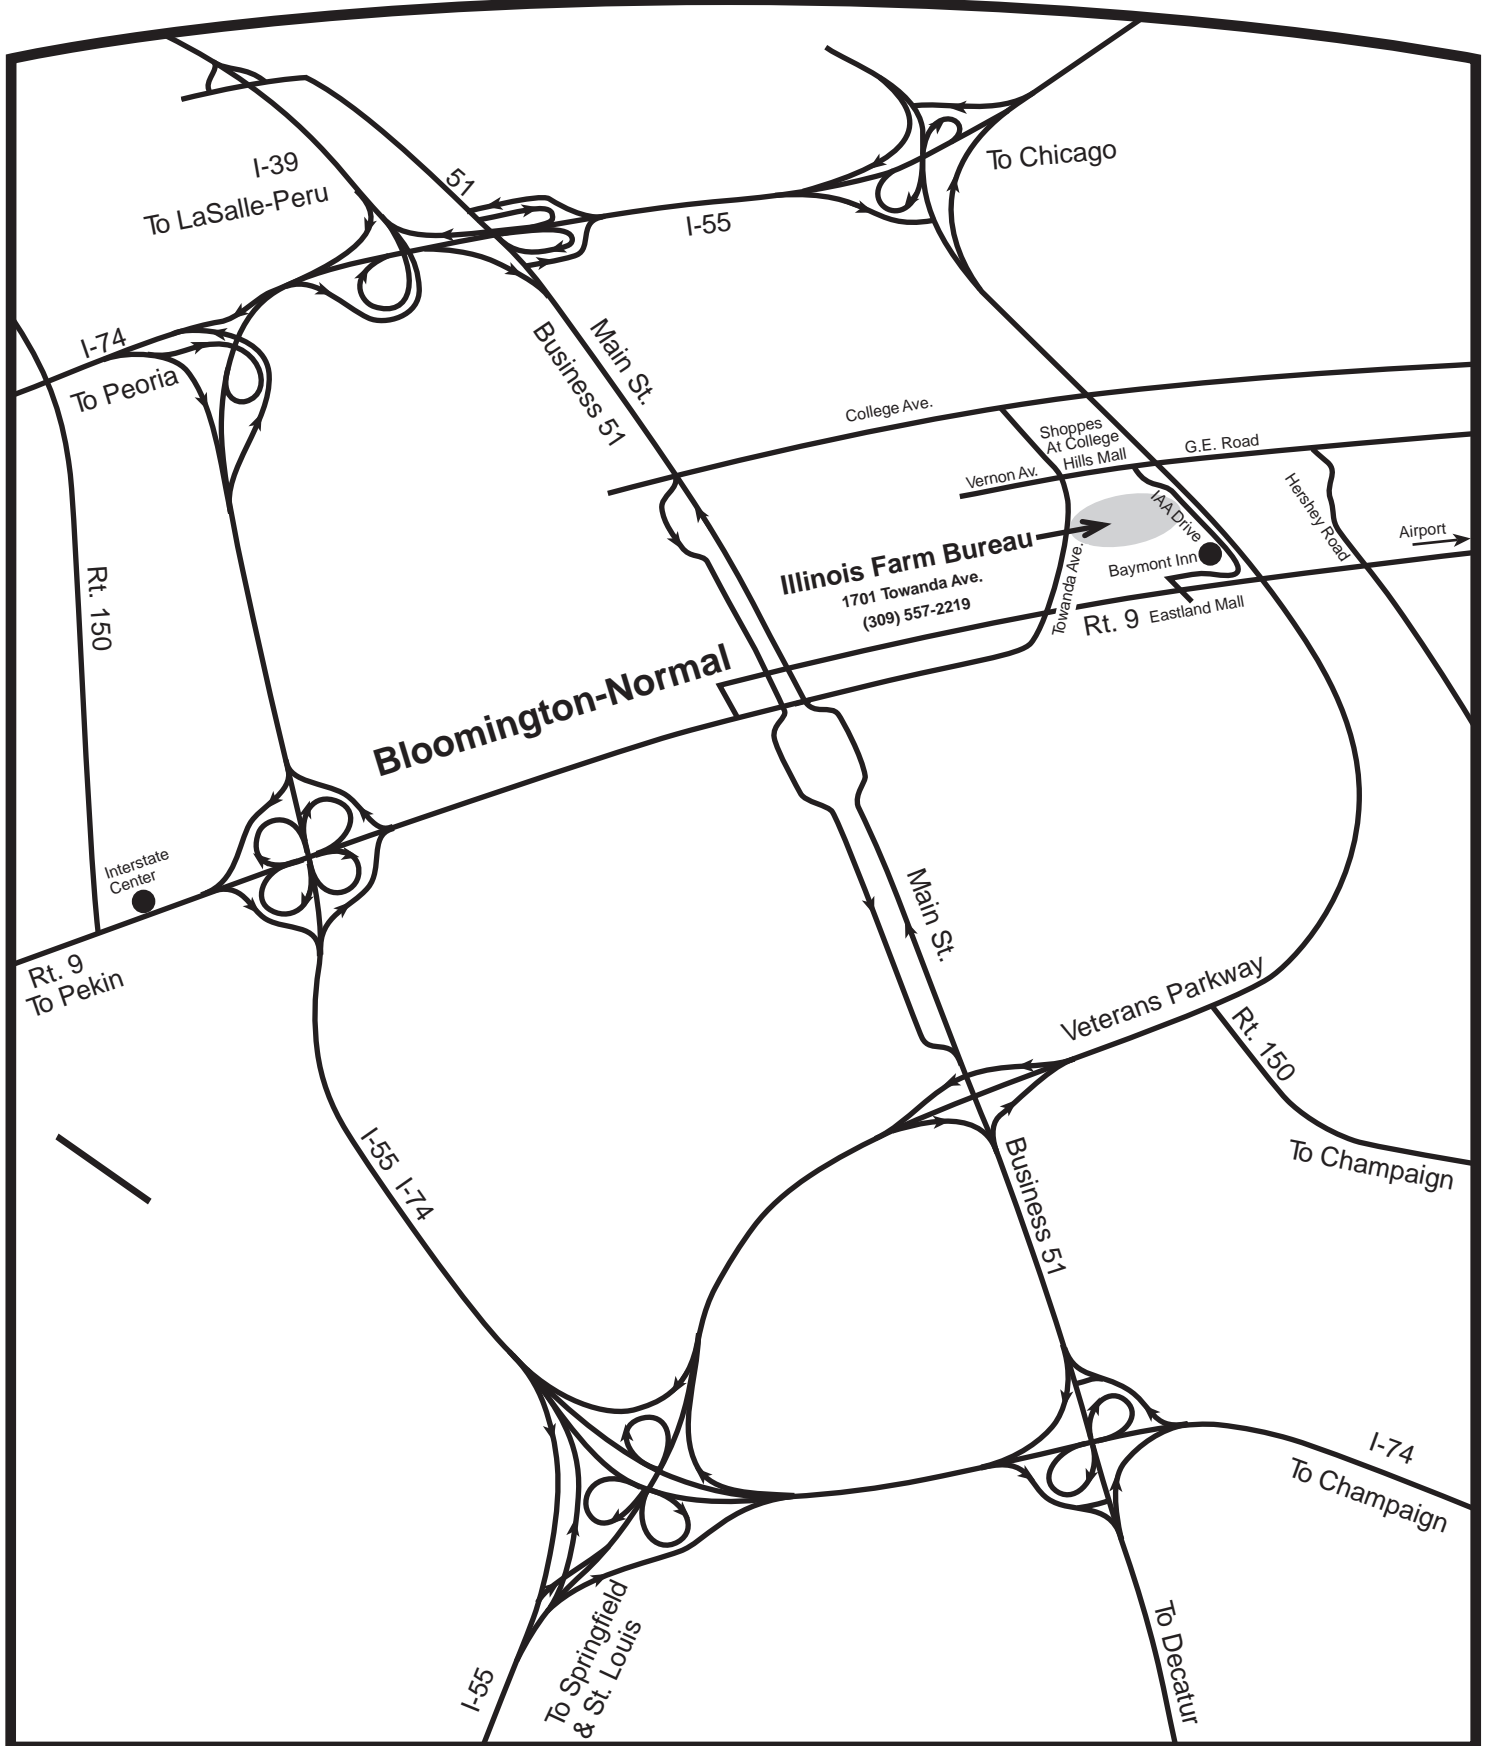 I-39
To LaSalle-Peru
51
I-55
To Chicago
I-74
To Peoria
Main St.
Business 51
College Ave.
Shoppes
At College
Hills Mall
G.E. Road
Vernon Av.
IAA Drive
Hershey Road
Airport
Illinois Farm Bureau
1701 Towanda Ave.
(309) 557-2219
Towanda Ave.
Baymont Inn
Eastland Mall
Rt. 9
Rt. 150
Bloomington-Normal
Interstate
Center
Rt. 9
To Pekin
Main St.
Veterans Parkway
Rt. 150
To Champaign
I-55 I-74
Business 51
I-74
To Champaign
I-55
To Springfield
& St. Louis
To Decatur